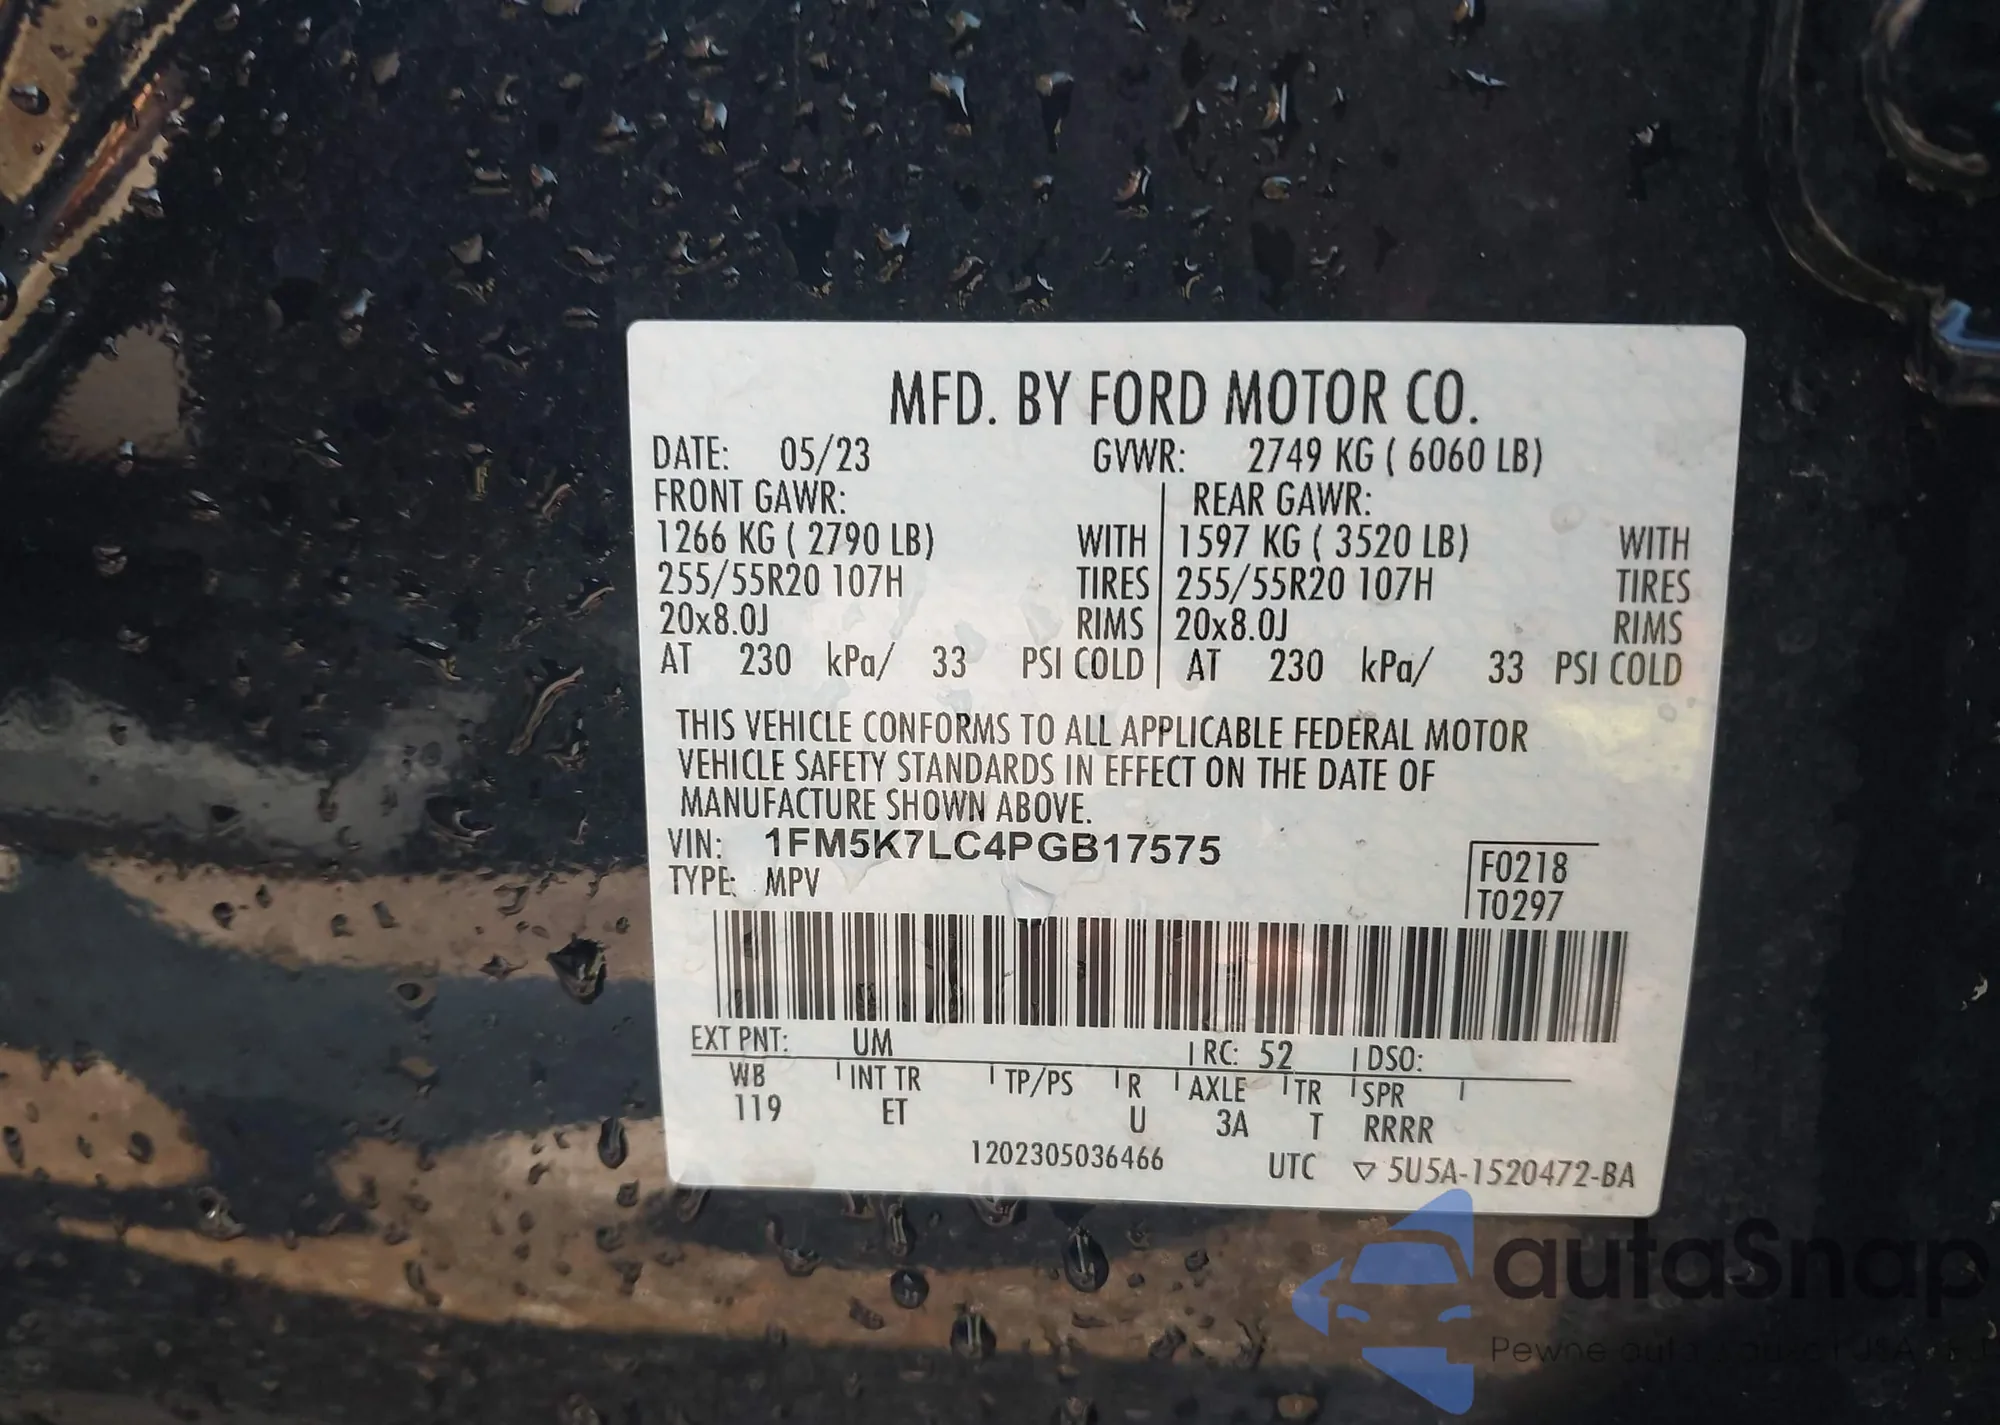 MFD. BY FORD MOTOR CO.
DATE: 05/23 GVWR: 2749 KG ( 6060 LB)
FRONT GAWR: REAR GAWR:
1266 KG ( 2790 LB) WITH 1597 KG ( 3520 LB) WITH
255/55R20 107H TIRES 255/55R20 107H TIRES
20x8.0J RIMS 20x8.0J RIMS
AT 230 kPa/ 33 PSI COLD AT 230 kPa/ 33 PSI COLD
THIS VEHICLE CONFORMS TO ALL APPLICABLE FEDERAL MOTOR
VEHICLE SAFETY STANDARDS IN EFFECT ON THE DATE OF
MANUFACTURE SHOWN ABOVE.
VIN: 1FM5K7LC4PGB17575
TYPE: MPV
F0218
T0297
EXT PNT: UM RC: 52 DSO:
WB INT TR TP/PS R AXLE TR SPR
119 ET U 3A T RRRR
1202305036466 UTC ▽ 5U5A-1520472-BA
autaSnap
Pewne auta